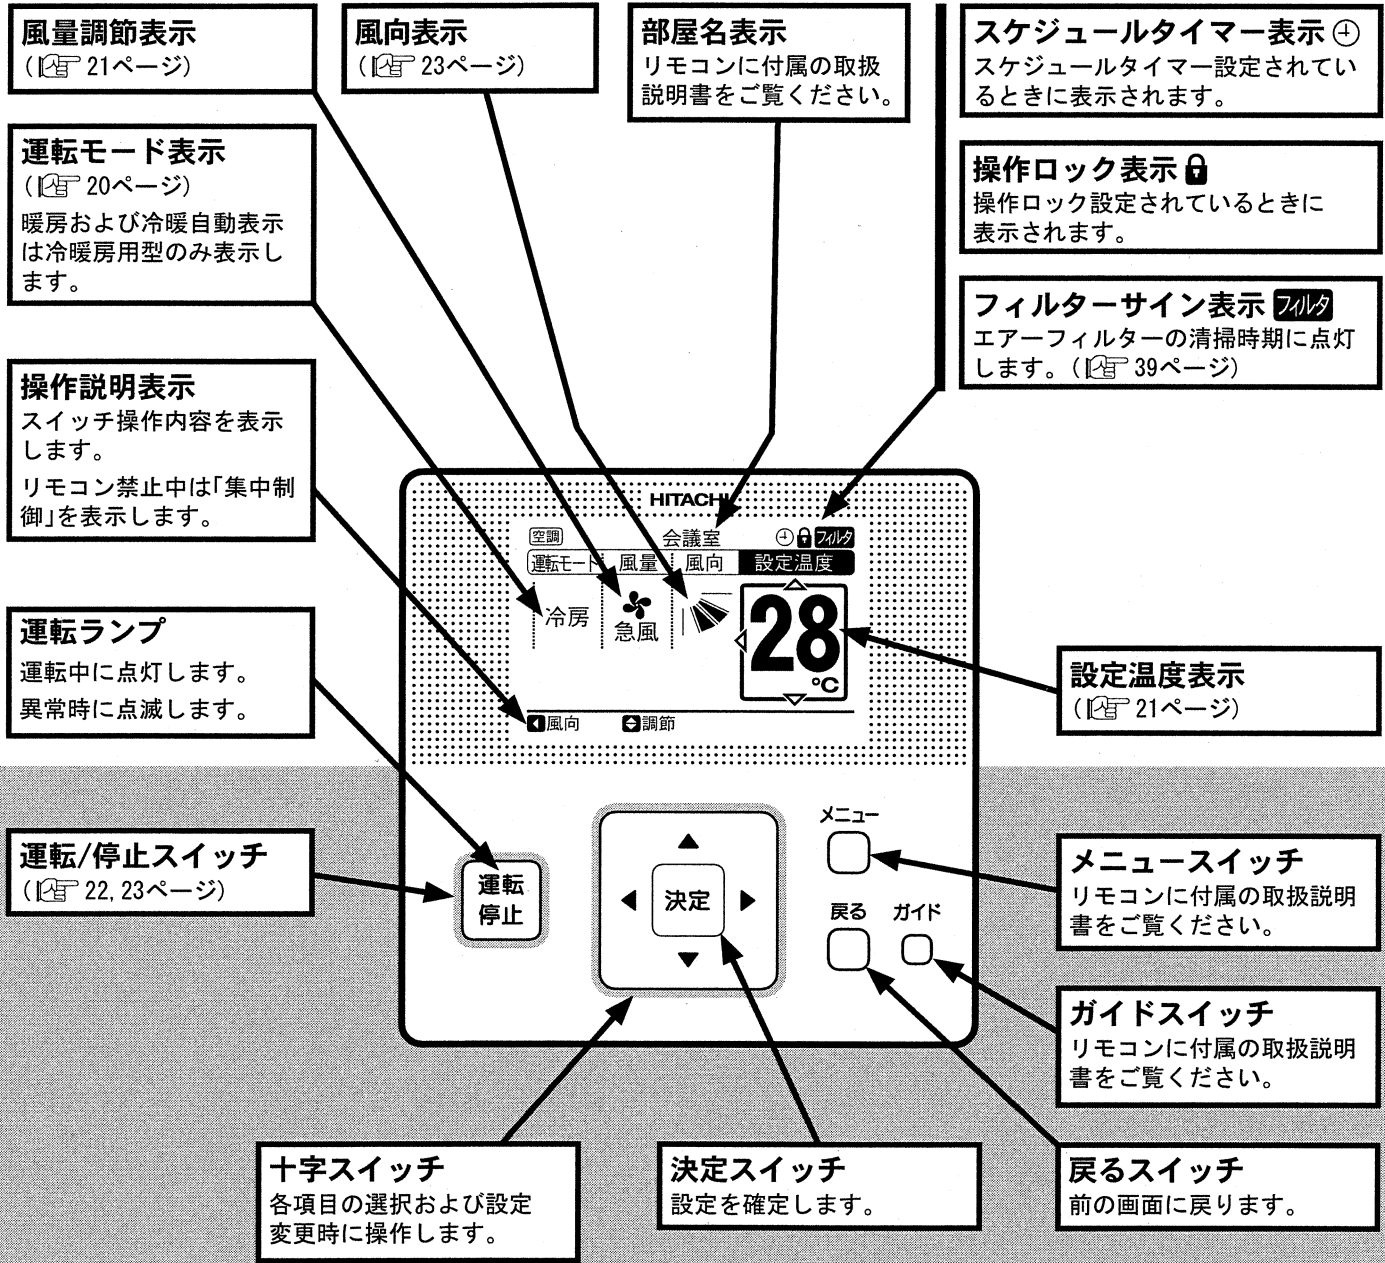 風量調節表示
(☞ 21ページ)
風向表示
(☞ 23ページ)
部屋名表示
リモコンに付属の取扱
説明書をご覧ください。
スケジュールタイマー表示
スケジュールタイマー設定されてい
るときに表示されます。
運転モード表示
(☞ 20ページ)
暖房および冷暖自動表示
は冷暖房用型のみ表示し
ます。
操作ロック表示
操作ロック設定されているときに
表示されます。
フィルターサイン表示 フィルタ
エアーフィルターの清掃時期に点灯
します。(☞ 39ページ)
操作説明表示
スイッチ操作内容を表示
します。
リモコン禁止中は「集中制
御」を表示します。
HITACHI
空調 会議室 フィルタ
運転モード 風量 風向 設定温度
冷房 急風 28
℃
風向 調節
運転ランプ
運転中に点灯します。
異常時に点滅します。
設定温度表示
(☞ 21ページ)
運転/停止スイッチ
(☞ 22, 23ページ)
運転
停止
決定
メニュー
戻る ガイド
メニュースイッチ
リモコンに付属の取扱説明
書をご覧ください。
ガイドスイッチ
リモコンに付属の取扱説明
書をご覧ください。
十字スイッチ
各項目の選択および設定
変更時に操作します。
決定スイッチ
設定を確定します。
戻るスイッチ
前の画面に戻ります。